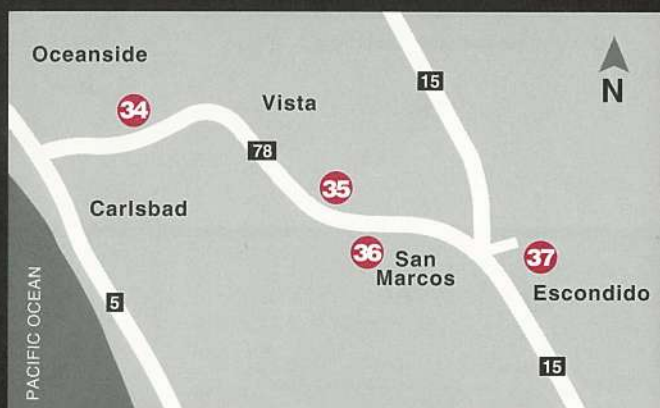 Oceanside
34
Vista
15
N
78
35
Carlsbad
36
San
Marcos
37
Escondido
5
PACIFIC OCEAN
15